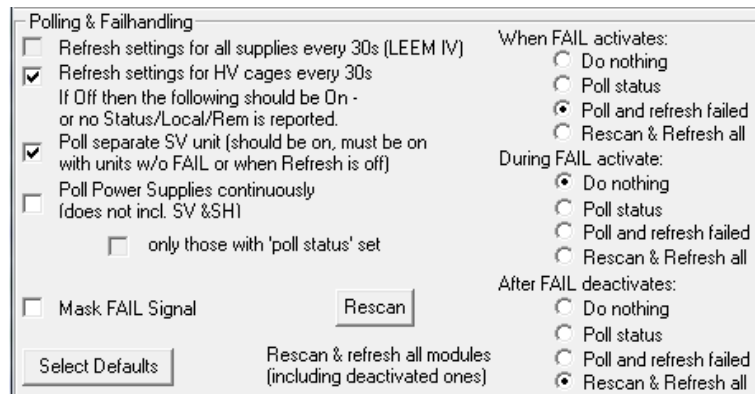 Polling & Failhandling
Refresh settings for all supplies every 30s (LEEM IV)
Refresh settings for HV cages every 30s
If Off then the following should be On -
or no Status/Local/Rem is reported.
Poll separate SV unit (should be on, must be on
with units w/o FAIL or when Refresh is off)
Poll Power Supplies continuously
(does not incl. SV &SH)
only those with 'poll status' set
Mask FAIL Signal
Rescan
Select Defaults
Rescan & refresh all modules
(including deactivated ones)
When FAIL activates:
Do nothing
Poll status
Poll and refresh failed
Rescan & Refresh all
During FAIL activate:
Do nothing
Poll status
Poll and refresh failed
Rescan & Refresh all
After FAIL deactivates:
Do nothing
Poll status
Poll and refresh failed
Rescan & Refresh all